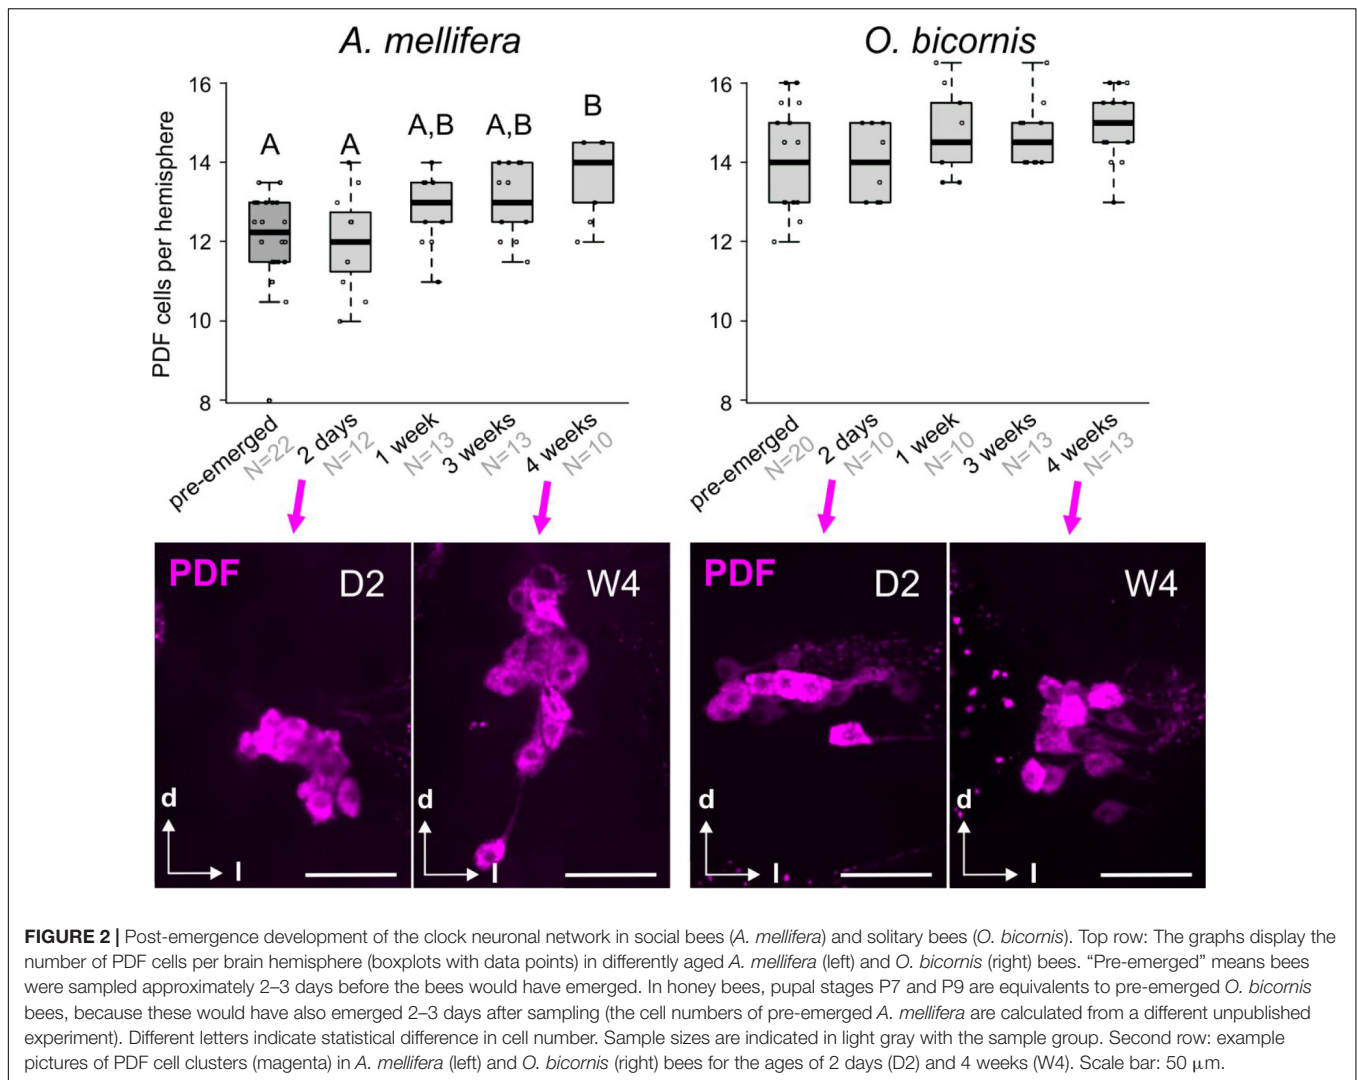 A. mellifera
O. bicornis
PDF cells per hemisphere
16
14
12
10
8
A
A
A,B
A,B
B
pre-emerged
N=22
2 days
N=12
1 week
N=13
3 weeks
N=13
4 weeks
N=10
16
14
12
10
8
pre-emerged
N=20
2 days
N=10
1 week
N=10
3 weeks
N=13
4 weeks
N=13
PDF
D2
d
l
W4
d
l
PDF
D2
d
l
W4
d
l
FIGURE 2 | Post-emergence development of the clock neuronal network in social bees (A. mellifera) and solitary bees (O. bicornis). Top row: The graphs display the
number of PDF cells per brain hemisphere (boxplots with data points) in differently aged A. mellifera (left) and O. bicornis (right) bees. “Pre-emerged” means bees
were sampled approximately 2–3 days before the bees would have emerged. In honey bees, pupal stages P7 and P9 are equivalents to pre-emerged O. bicornis
bees, because these would have also emerged 2–3 days after sampling (the cell numbers of pre-emerged A. mellifera are calculated from a different unpublished
experiment). Different letters indicate statistical difference in cell number. Sample sizes are indicated in light gray with the sample group. Second row: example
pictures of PDF cell clusters (magenta) in A. mellifera (left) and O. bicornis (right) bees for the ages of 2 days (D2) and 4 weeks (W4). Scale bar: 50 μm.